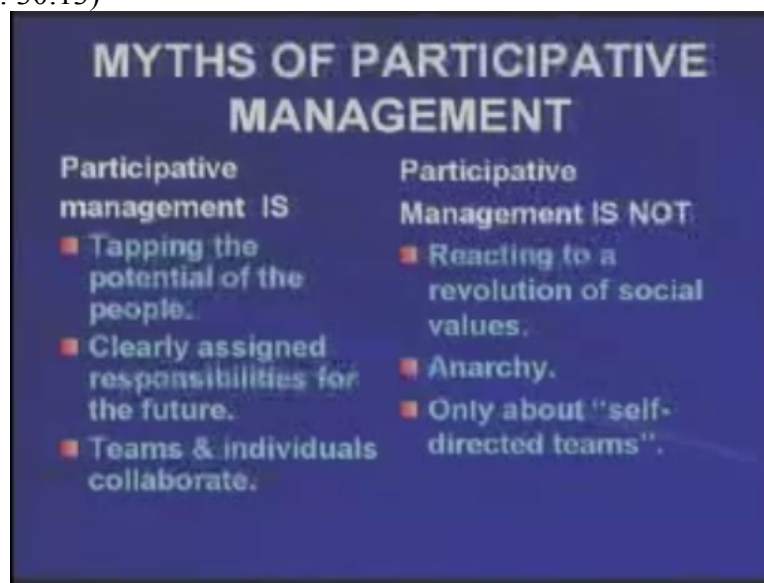 : 30:13)
MYTHS OF PARTICIPATIVE
MANAGEMENT
Participative
management IS
Tapping the
potential of the
people.
Clearly assigned
responsibilities for
the future.
Teams & individuals
collaborate.
Participative
Management IS NOT
Reacting to a
revolution of social
values.
Anarchy.
Only about "self-
directed teams".